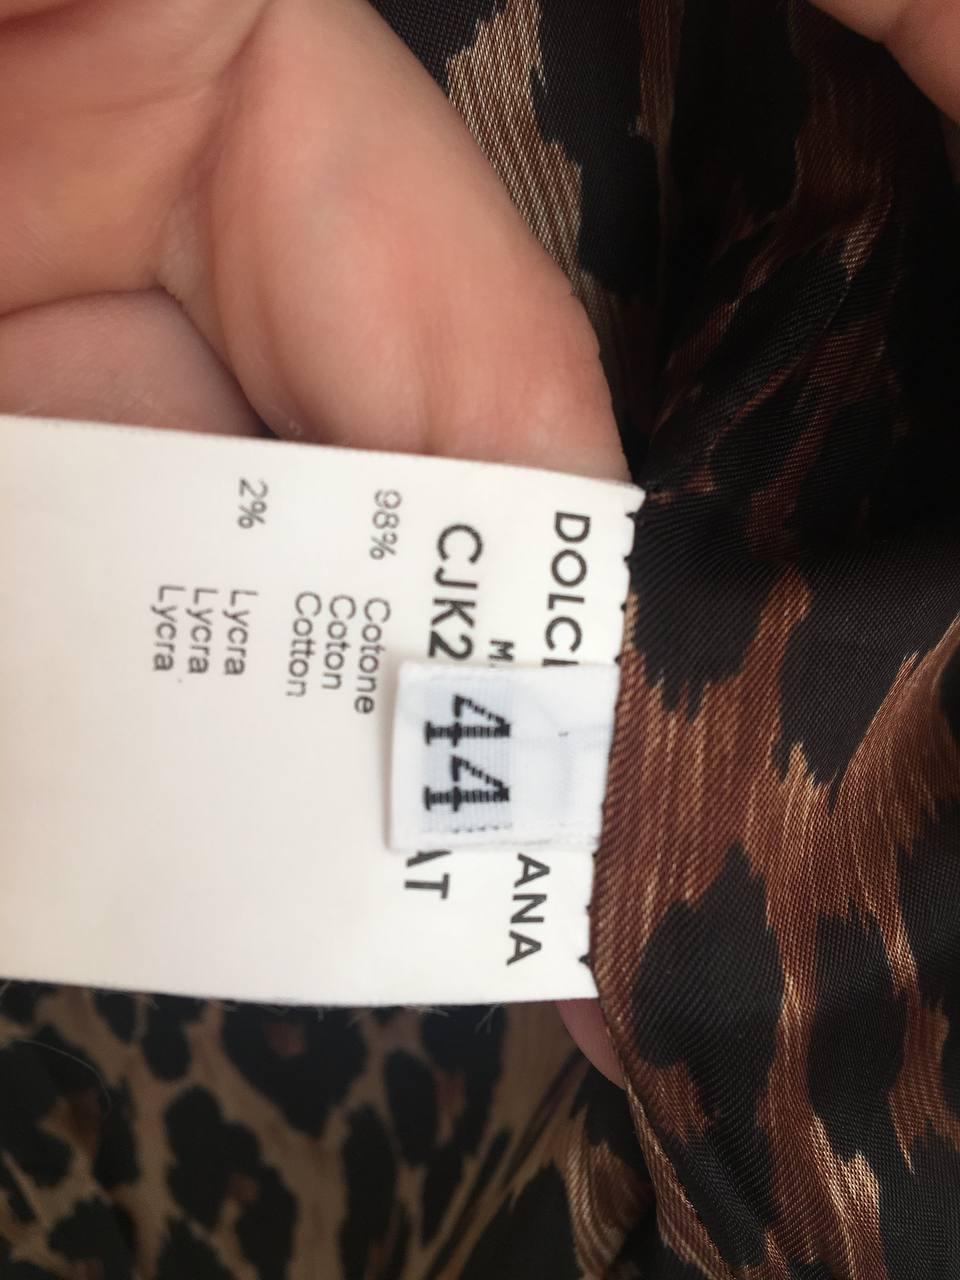 DOLC ANA
M.
CJK2 AT
44
98% Cotone
Coton
Cotton
2% Lycra
Lycra
Lycra